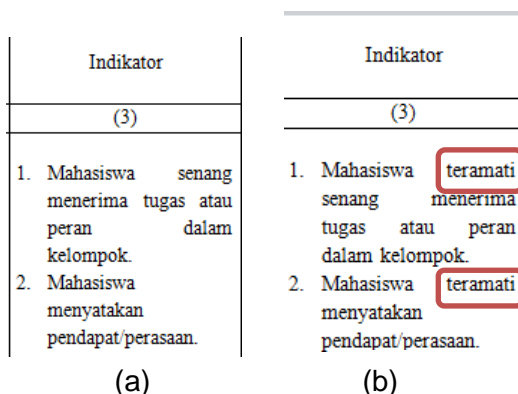 Indikator
(3)
1. Mahasiswa senang
menerima tugas atau
peran dalam
kelompok.
2. Mahasiswa
menyatakan
pendapat/perasaan.
(a)
Indikator
(3)
1. Mahasiswa teramati
senang menerima
tugas atau peran
dalam kelompok.
2. Mahasiswa teramati
menyatakan
pendapat/perasaan.
(b)